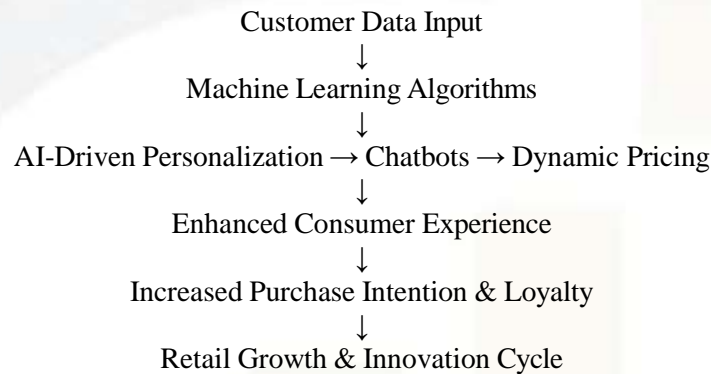 Customer Data Input
↓
Machine Learning Algorithms
↓
AI-Driven Personalization → Chatbots → Dynamic Pricing
↓
Enhanced Consumer Experience
↓
Increased Purchase Intention & Loyalty
↓
Retail Growth & Innovation Cycle